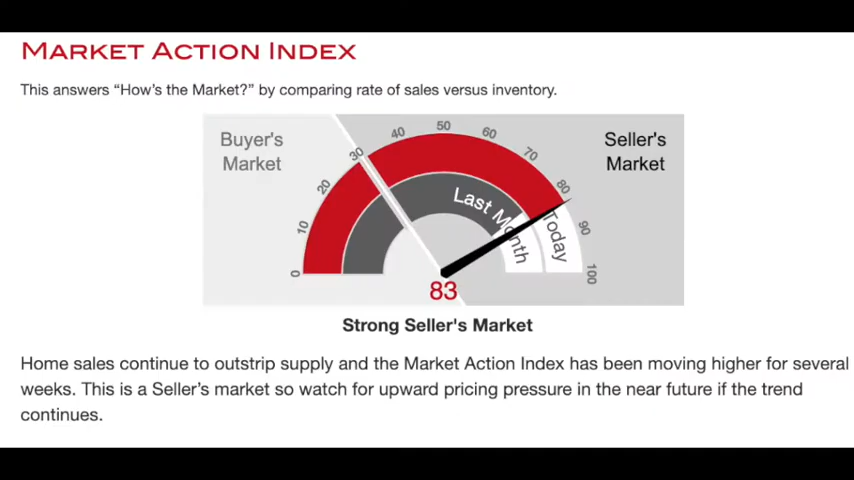 MARKET ACTION INDEX
This answers “How’s the Market?” by comparing rate of sales versus inventory.
Buyer's
Market
Seller's
Market
0
10
20
30
40
50
60
70
80
90
100
Last Month
Today
83
Strong Seller's Market
Home sales continue to outstrip supply and the Market Action Index has been moving higher for several
weeks. This is a Seller’s market so watch for upward pricing pressure in the near future if the trend
continues.